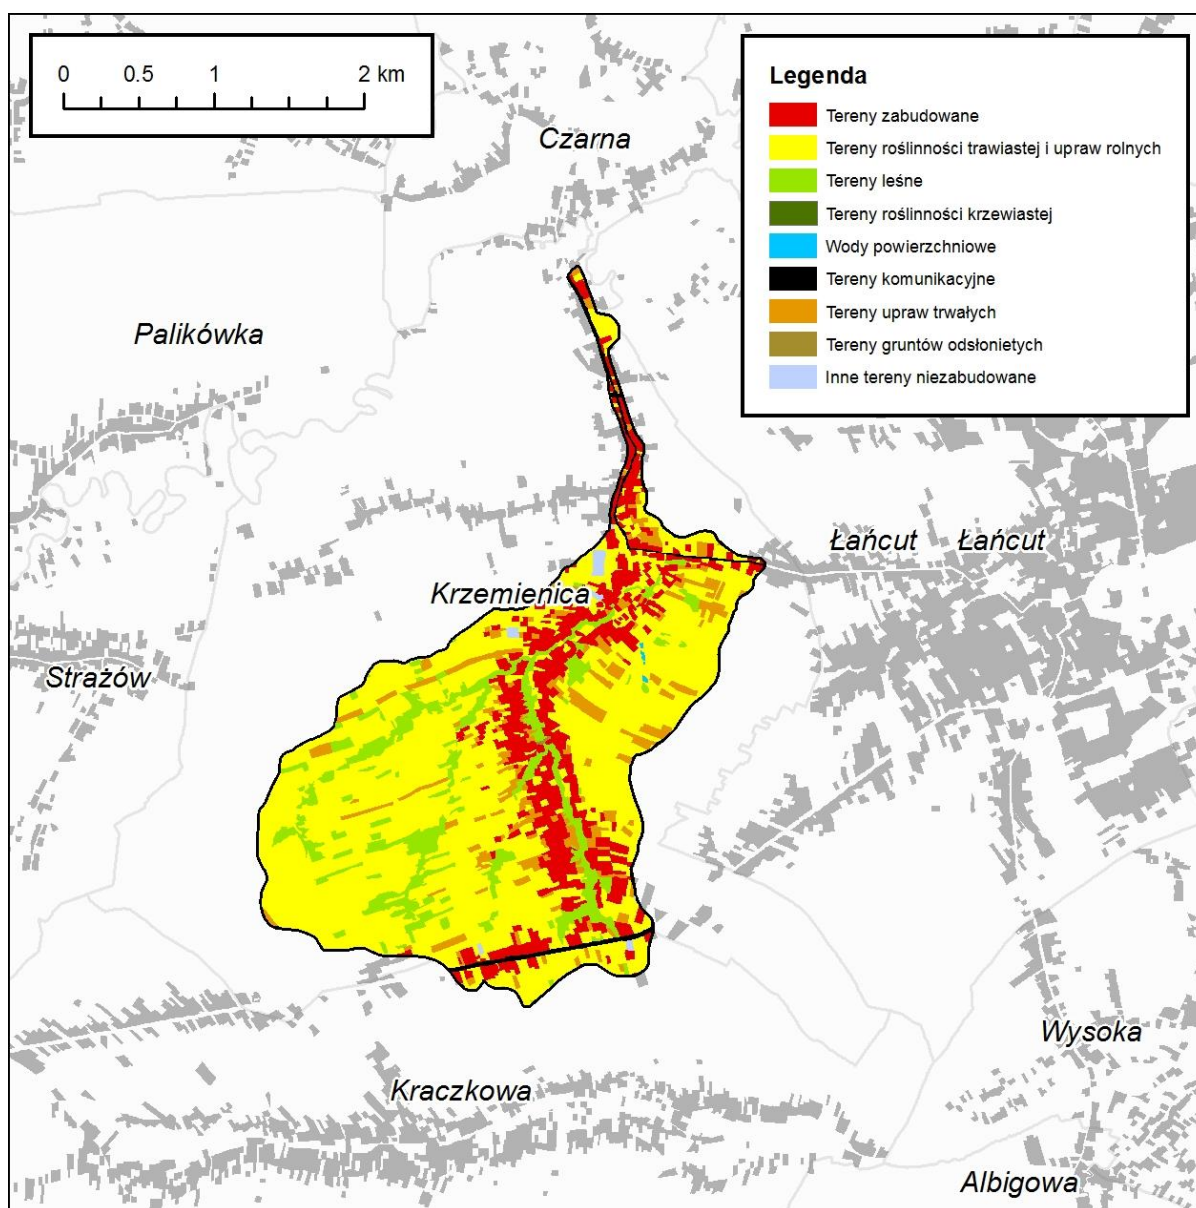 0 0.5 1 2 km
Legenda
Tereny zabudowane
Tereny roślinności trawiastej i upraw rolnych
Tereny leśne
Tereny roślinności krzewiastej
Wody powierzchniowe
Tereny komunikacyjne
Tereny upraw trwałych
Tereny gruntów odsłonietych
Inne tereny niezabudowane
Czarna
Palikówka
Łańcut Łańcut
Krzemienica
Strażów
Wysoka
Kraczkowa
Albigowa